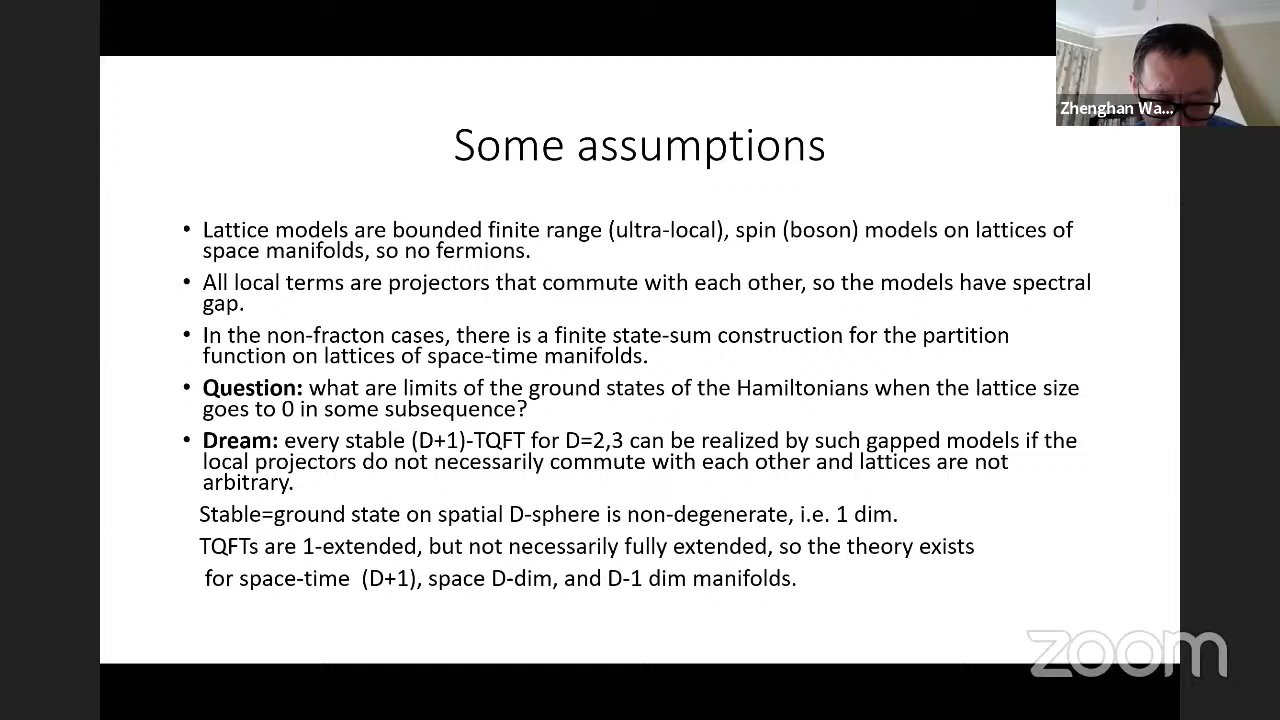 Zhenghan Wa...
Some assumptions
• Lattice models are bounded finite range (ultra-local), spin (boson) models on lattices of
space manifolds, so no fermions.
• All local terms are projectors that commute with each other, so the models have spectral
gap.
• In the non-fracton cases, there is a finite state-sum construction for the partition
function on lattices of space-time manifolds.
• Question: what are limits of the ground states of the Hamiltonians when the lattice size
goes to 0 in some subsequence?
• Dream: every stable (D+1)-TQFT for D=2,3 can be realized by such gapped models if the
local projectors do not necessarily commute with each other and lattices are not
arbitrary.
Stable=ground state on spatial D-sphere is non-degenerate, i.e. 1 dim.
TQFTs are 1-extended, but not necessarily fully extended, so the theory exists
for space-time (D+1), space D-dim, and D-1 dim manifolds.
zoom